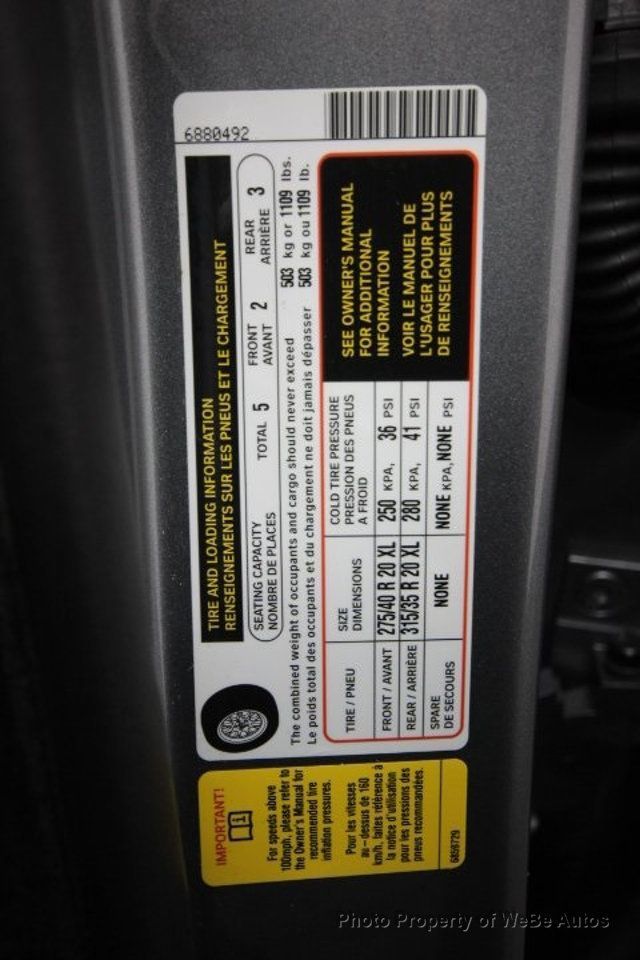 6880492
TIRE AND LOADING INFORMATION
RENSEIGNEMENTS SUR LES PNEUS ET LE CHARGEMENT
SEATING CAPACITY
NOMBRE DE PLACES
TOTAL 5
FRONT
AVANT 2
REAR
ARRIÈRE 3
The combined weight of occupants and cargo should never exceed 503 kg or 1109 lbs.
Le poids total des occupants et du chargement ne doit jamais dépasser 503 kg ou 1109 lb.
TIRE / PNEU
SIZE
DIMENSIONS
COLD TIRE PRESSURE
PRESSION DES PNEUS
A FROID
FRONT / AVANT 275/40 R 20 XL 250 KPA, 36 PSI
REAR / ARRIÈRE 315/35 R 20 XL 280 KPA, 41 PSI
SPARE
DE SECOURS
NONE NONE KPA, NONE PSI
SEE OWNER'S MANUAL
FOR ADDITIONAL
INFORMATION
VOIR LE MANUEL DE
L'USAGER POUR PLUS
DE RENSEIGNEMENTS
IMPORTANT!
For speeds above
100mph, please refer to
the Owner's Manual for
recommended tire
inflation pressures.
Pour les vitesses
au-dessus de 160
km/h, faites référence à
la notice d'utilisation
pour les pressions des
pneus recommandées.
6856729
Photo Property of WeBe Autos